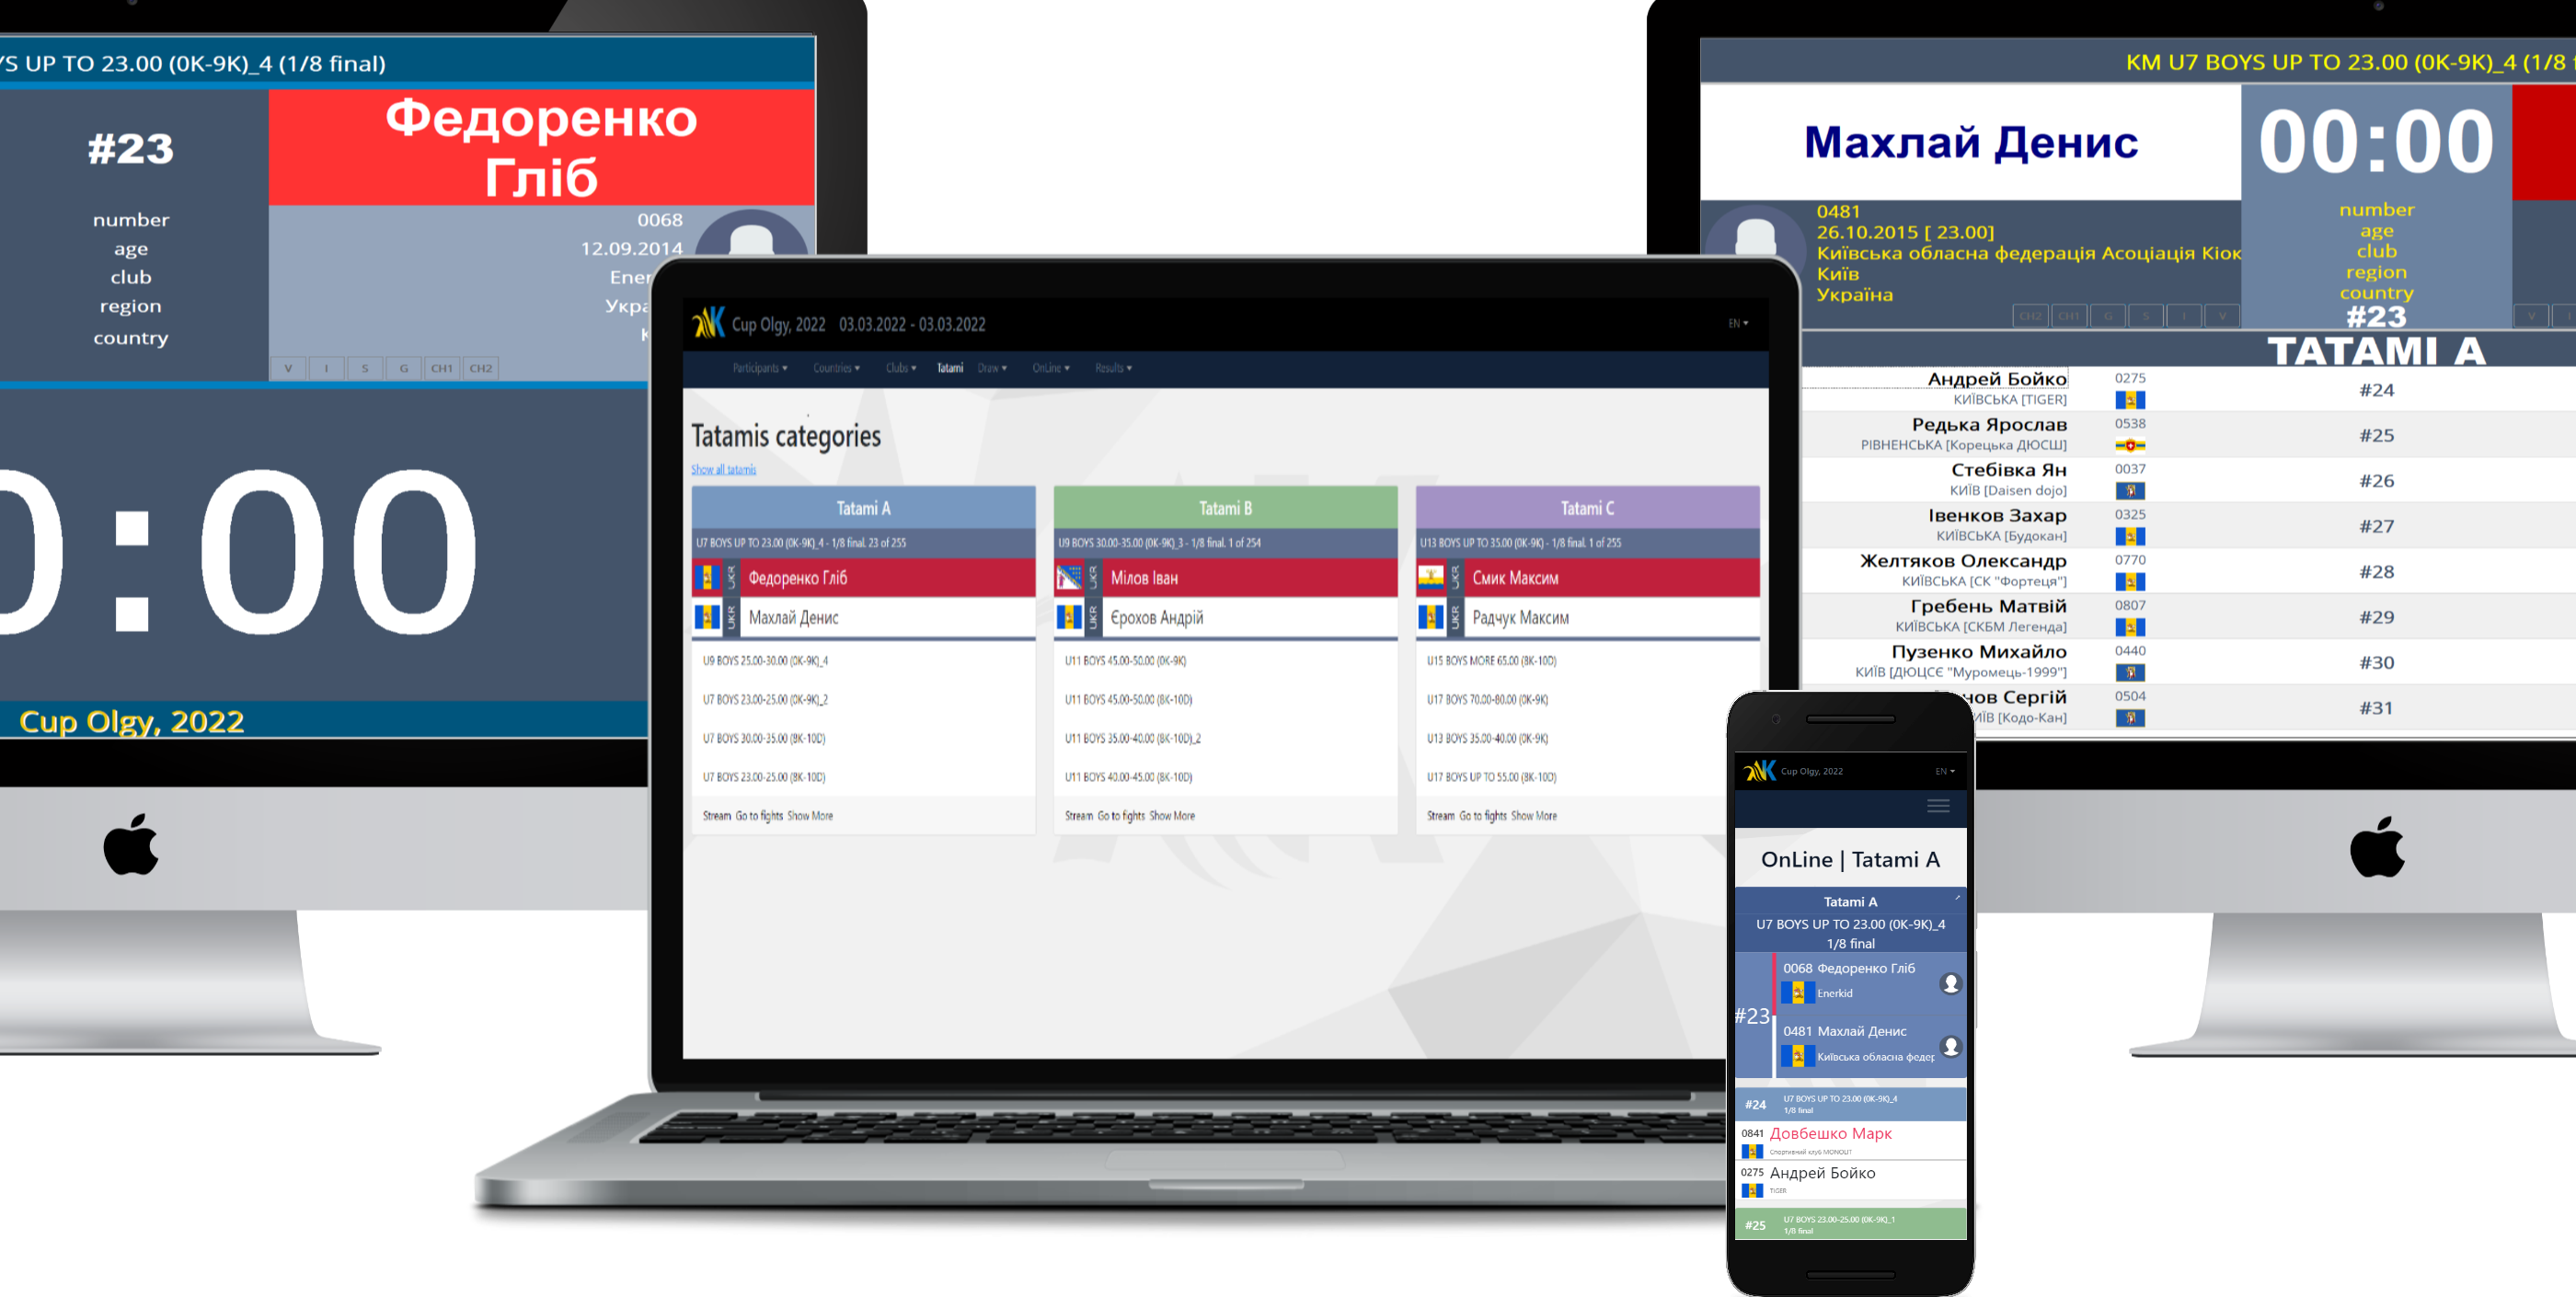 YS UP TO 23.00 (0K-9K)_4 (1/8 final)
#23
Федоренко
Гліб
number
0068
age
12.09.2014
club
region
country
V I S G CH1 CH2
0:00
Cup Olgy, 2022
Cup Olgy, 2022 03.03.2022 - 03.03.2022
EN
Participants Countries Clubs Tatami Draw OnLine Results
Tatamis categories
Show all tatamis
Tatami A
U7 BOYS UP TO 23.00 (0K-9K)_4 - 1/8 final. 23 of 255
UKR Федоренко Гліб
UKR Махлай Денис
U9 BOYS 25.00-30.00 (0K-9K)_4
U7 BOYS 23.00-25.00 (0K-9K)_2
U7 BOYS 30.00-35.00 (8K-10D)
U7 BOYS 23.00-25.00 (8K-10D)
Stream Go to fights Show More
Tatami B
U9 BOYS 30.00-35.00 (0K-9K)_3 - 1/8 final. 1 of 254
UKR Мілов Іван
UKR Єрохов Андрій
U11 BOYS 45.00-50.00 (0K-9K)
U11 BOYS 45.00-50.00 (8K-10D)
U11 BOYS 35.00-40.00 (8K-10D)_2
U11 BOYS 40.00-45.00 (8K-10D)
Stream Go to fights Show More
Tatami C
U13 BOYS UP TO 35.00 (0K-9K) - 1/8 final. 1 of 255
UKR Смик Максим
UKR Радчук Максим
U15 BOYS MORE 65.00 (8K-10D)
U17 BOYS 70.00-80.00 (0K-9K)
U13 BOYS 35.00-40.00 (0K-9K)
U17 BOYS UP TO 55.00 (8K-10D)
Stream Go to fights Show More
KM U7 BOYS UP TO 23.00 (0K-9K)_4 (1/8
Махлай Денис
00:00
0481
26.10.2015 [ 23.00]
Київська обласна федерація Асоціація Кіок
Київ
Україна
CH2 CH1 G S I V
number
age
club
region
country
#23
V I
TATAMI A
Андрей Бойко 0275 #24
КИЇВСЬКА [TIGER]
Редька Ярослав 0538 #25
РІВНЕНСЬКА [Корецька ДЮСШ]
Стебівка Ян 0037 #26
КИЇВ [Daisen dojo]
Івенков Захар 0325 #27
КИЇВСЬКА [Будокан]
Желтяков Олександр 0770 #28
КИЇВСЬКА [СК "Фортеця"]
Гребень Матвій 0807 #29
КИЇВСЬКА [СКБМ Легенда]
Пузенко Михайло 0440 #30
КИЇВ [ДЮЦСЄ "Муромець-1999"]
нов Сергій 0504 #31
ИЇВ [Кодо-Кан]
Cup Olgy, 2022
EN
OnLine | Tatami A
Tatami A
U7 BOYS UP TO 23.00 (0K-9K)_4
1/8 final
#23
0068 Федоренко Гліб
Enerkid
0481 Махлай Денис
Київська обласна федер
#24 U7 BOYS UP TO 23.00 (0K-9K)_4
1/8 final
0841 Довбешко Марк
Спортивний клуб MONOLIT
0275 Андрей Бойко
TIGER
#25 U7 BOYS 23.00-25.00 (0K-9K)_1
1/8 final